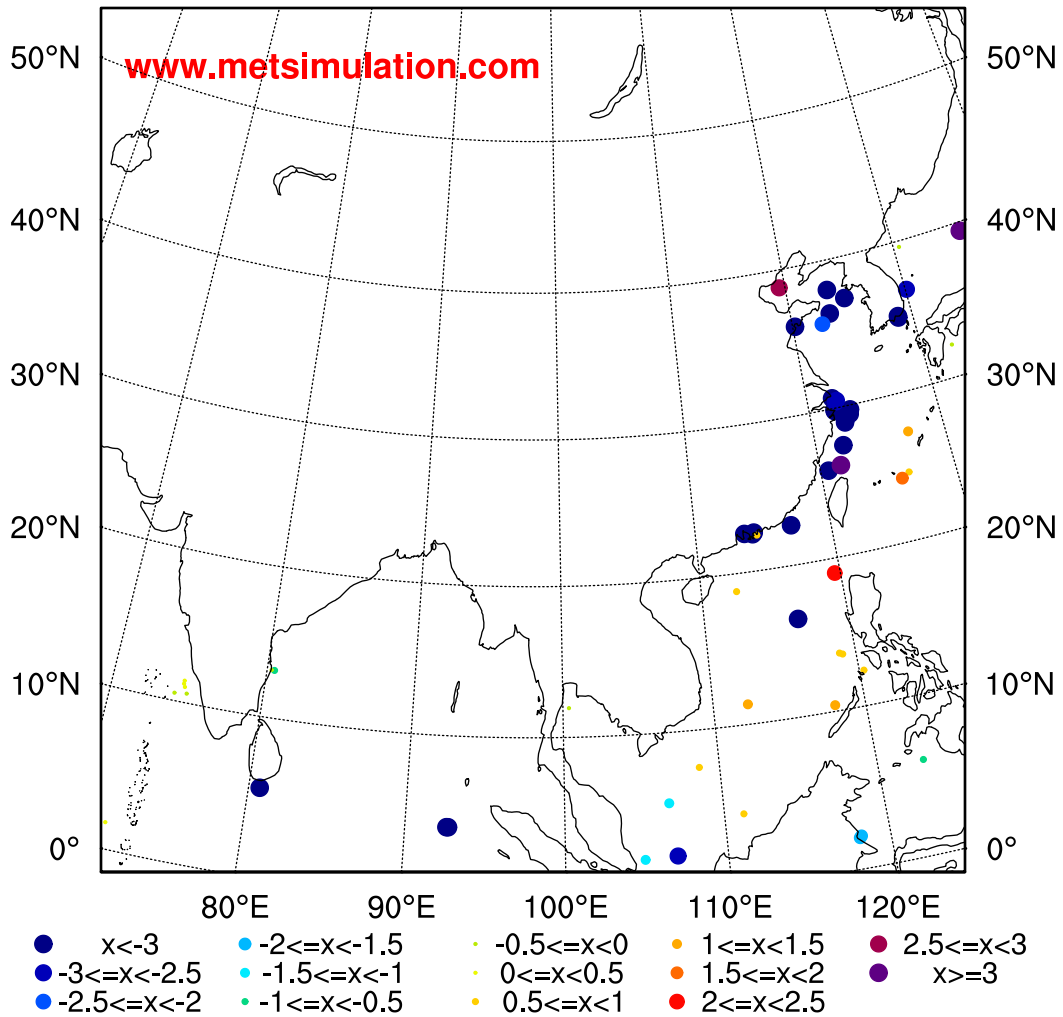 www.metsimulation.com
50°N 50°N
40°N 40°N
30°N 30°N
20°N 20°N
10°N 10°N
0° 0°
80°E 90°E 100°E 110°E 120°E
x<-3 -2<=x<-1.5 -0.5<=x<0 1<=x<1.5 2.5<=x<3
-3<=x<-2.5 -1.5<=x<-1 0<=x<0.5 1.5<=x<2 x>=3
-2.5<=x<-2 -1<=x<-0.5 0.5<=x<1 2<=x<2.5